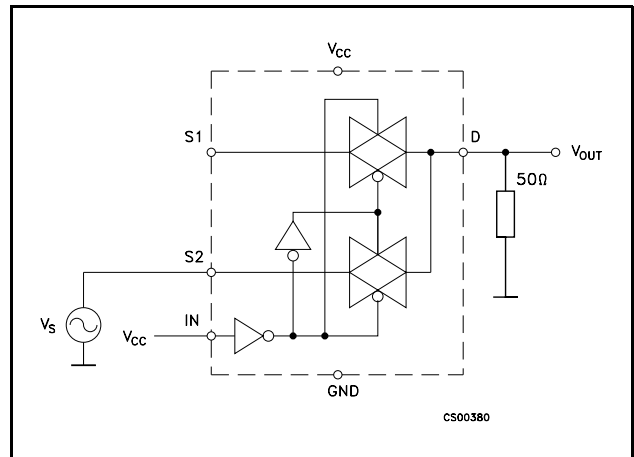 VCC
S1
D
VOUT
50Ω
S2
VS
IN
VCC
GND
CS00380